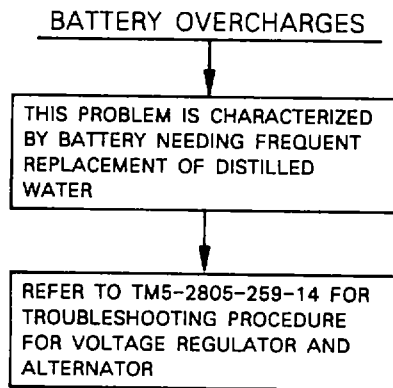 BATTERY OVERCHARGES
THIS PROBLEM IS CHARACTERIZED
BY BATTERY NEEDING FREQUENT
REPLACEMENT OF DISTILLED
WATER
REFER TO TM5-2805-259-14 FOR
TROUBLESHOOTING PROCEDURE
FOR VOLTAGE REGULATOR AND
ALTERNATOR